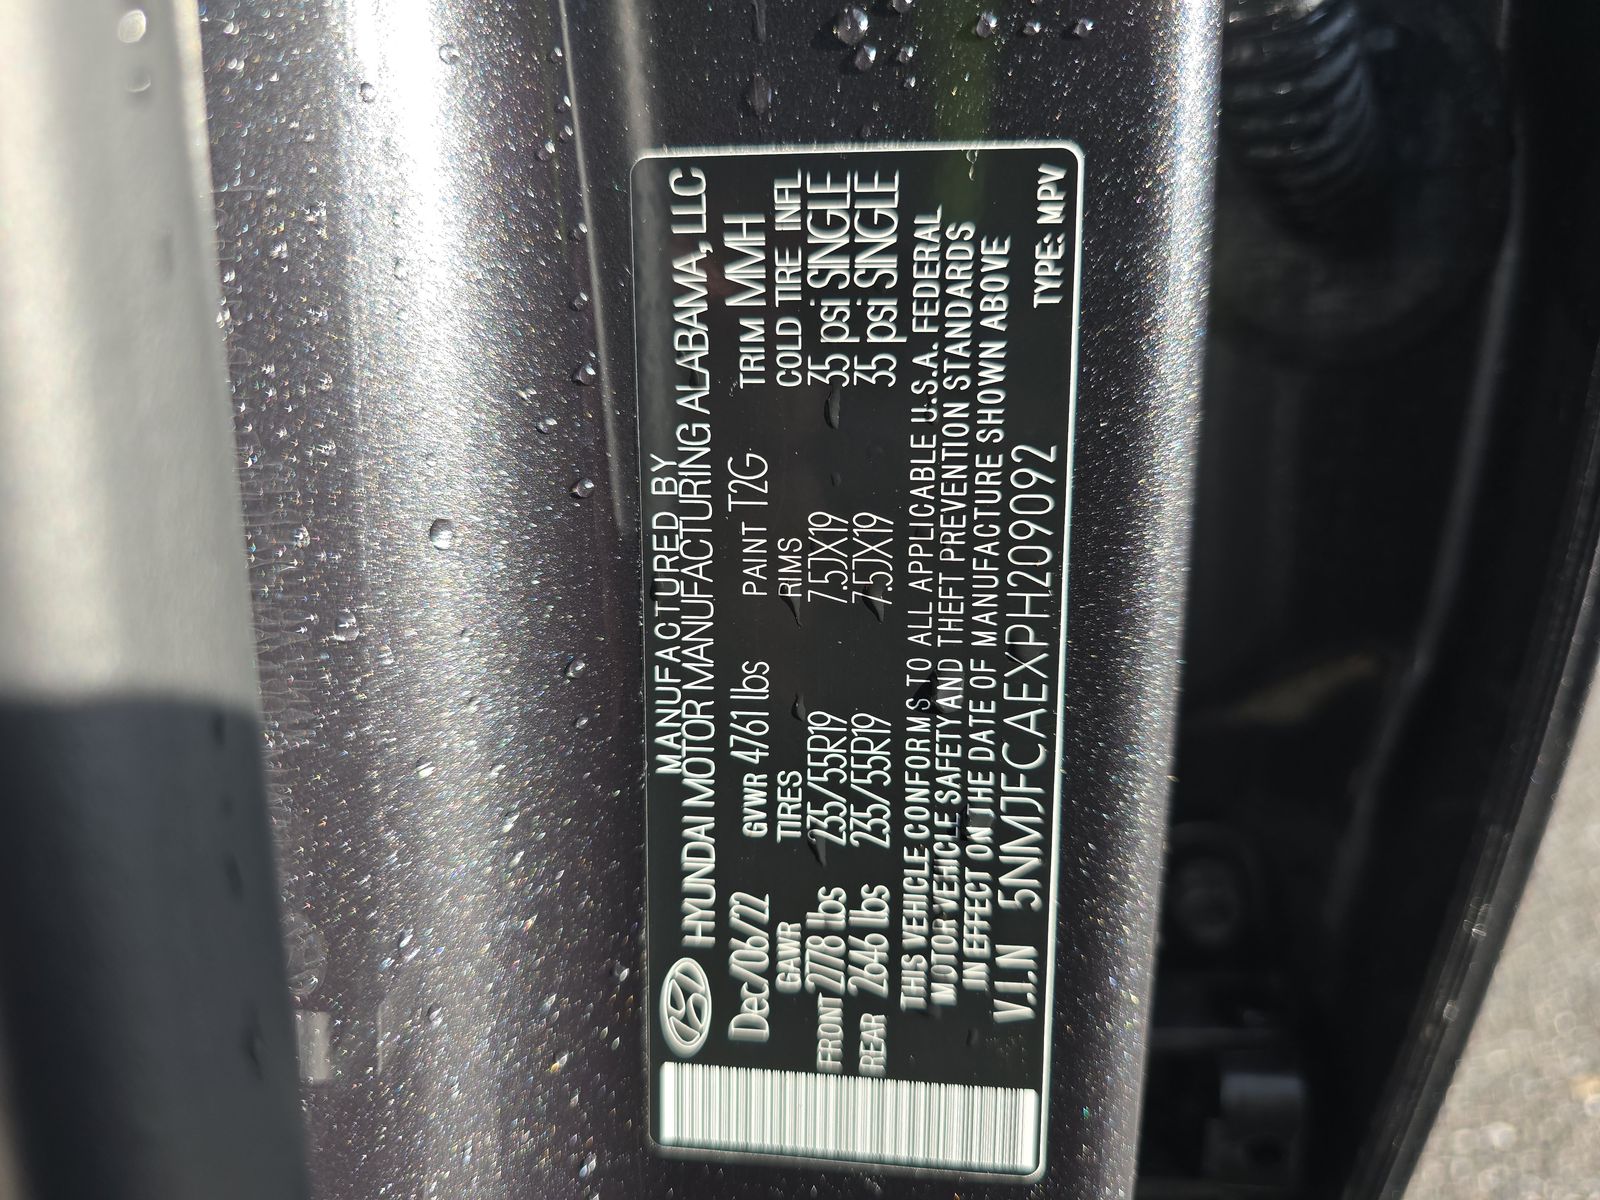 MANUFACTURED BY
HYUNDAI MOTOR MANUFACTURING ALABAMA, LLC
Dec/06/22 GVWR 4761 lbs PAINT T2G TRIM MMH
GAWR TIRES RIMS COLD TIRE INFL
FRONT 2778 lbs 235/55R19 7.5JX19 35 psi SINGLE
REAR 2646 lbs 235/55R19 7.5JX19 35 psi SINGLE
THIS VEHICLE CONFORMS TO ALL APPLICABLE U.S.A. FEDERAL
MOTOR VEHICLE SAFETY AND THEFT PREVENTION STANDARDS
IN EFFECT ON THE DATE OF MANUFACTURE SHOWN ABOVE
V.I.N 5NMJFCAEXPH209092
TYPE: MPV